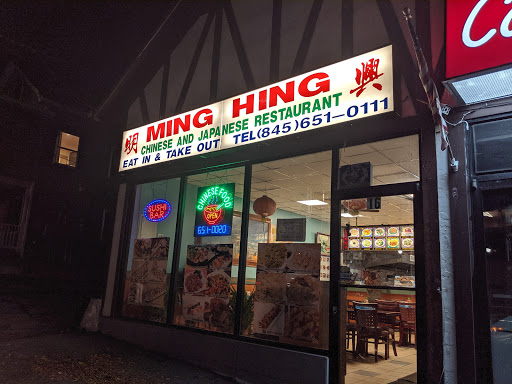 明 MING HING 興
CHINESE AND JAPANESE RESTAURANT
EAT IN & TAKE OUT TEL(845)651-0111
SUSHI
BAR
CHINESE FOOD
OPEN
651-0020